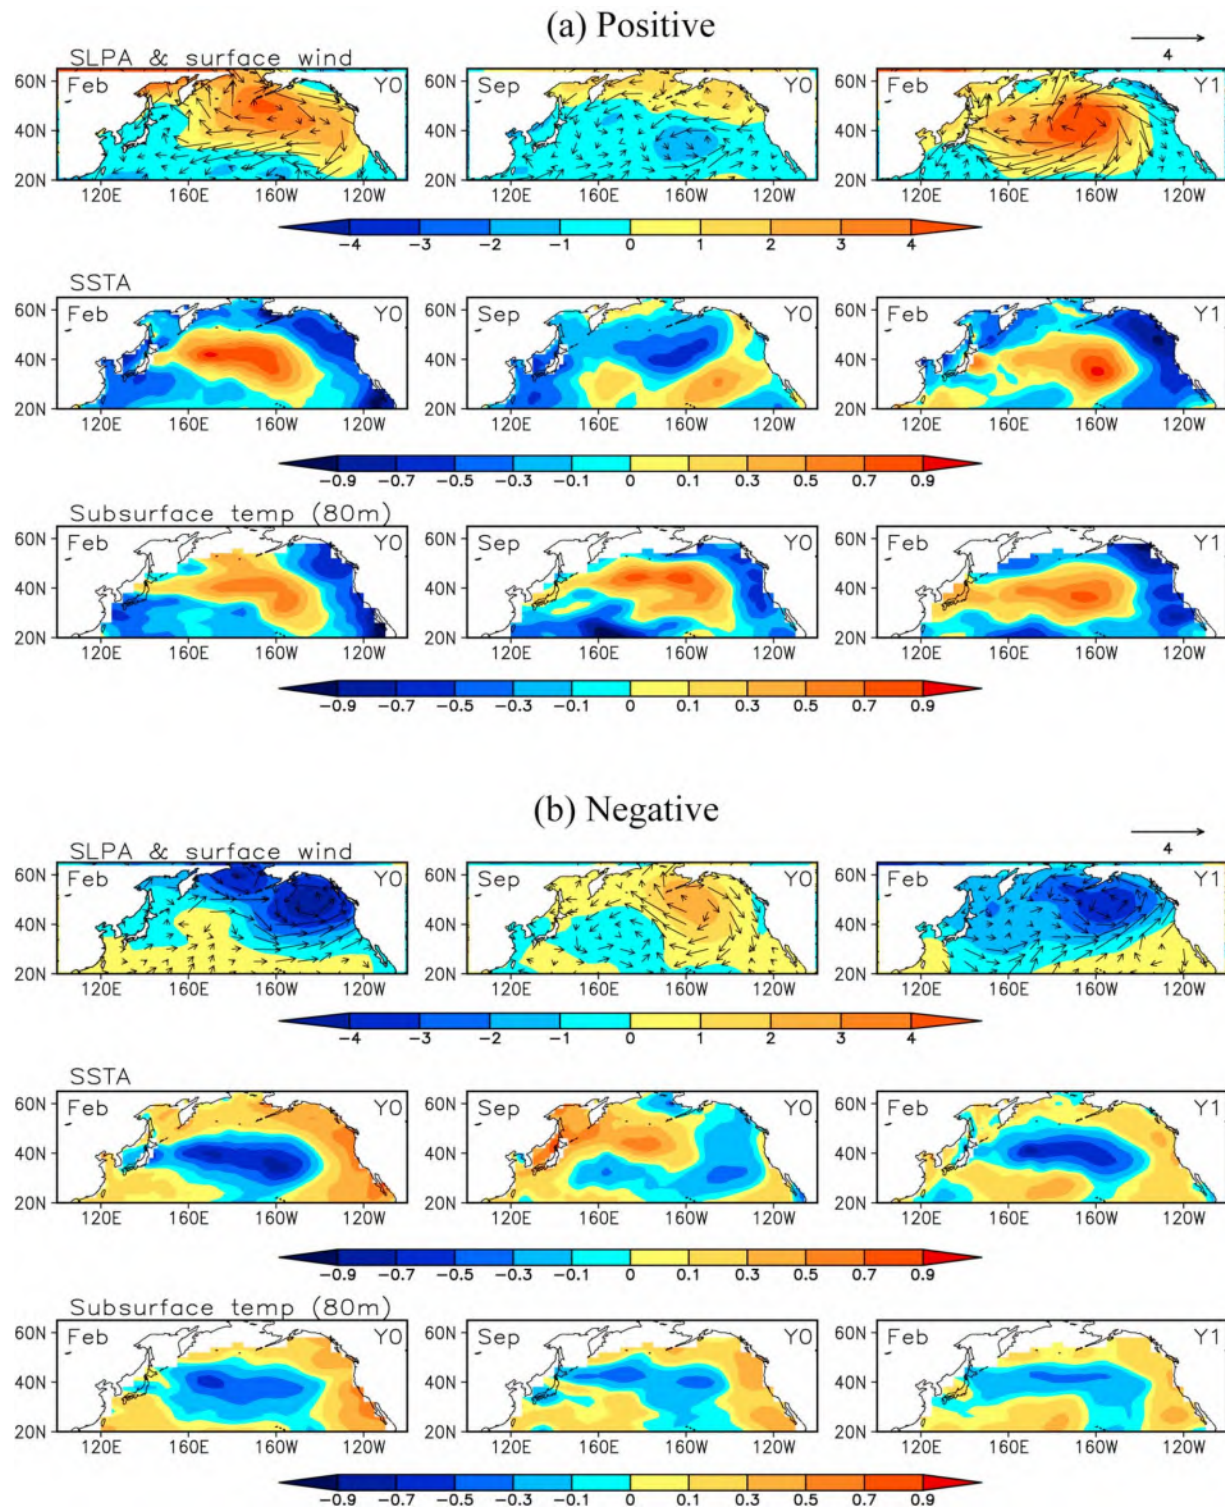 (a) Positive
SLPA & surface wind
4
60N Feb Y0 Sep Y0 Feb Y1
40N 40N 40N
20N 20N 20N
120E 160E 160W 120W 120E 160E 160W 120W 120E 160E 160W 120W
-4 -3 -2 -1 0 1 2 3 4
SSTA
60N Feb Y0 60N Sep Y0 60N Feb Y1
40N 40N 40N
20N 20N 20N
120E 160E 160W 120W 120E 160E 160W 120W 120E 160E 160W 120W
-0.9 -0.7 -0.5 -0.3 -0.1 0 0.1 0.3 0.5 0.7 0.9
Subsurface temp (80m)
60N Feb Y0 60N Sep Y0 60N Feb Y1
40N 40N 40N
20N 20N 20N
120E 160E 160W 120W 120E 160E 160W 120W 120E 160E 160W 120W
-0.9 -0.7 -0.5 -0.3 -0.1 0 0.1 0.3 0.5 0.7 0.9
(b) Negative
SLPA & surface wind
4
60N Feb Y0 60N Sep Y0 60N Feb Y1
40N 40N 40N
20N 20N 20N
120E 160E 160W 120W 120E 160E 160W 120W 120E 160E 160W 120W
-4 -3 -2 -1 0 1 2 3 4
SSTA
60N Feb Y0 60N Sep Y0 60N Feb Y1
40N 40N 40N
20N 20N 20N
120E 160E 160W 120W 120E 160E 160W 120W 120E 160E 160W 120W
-0.9 -0.7 -0.5 -0.3 -0.1 0 0.1 0.3 0.5 0.7 0.9
Subsurface temp (80m)
60N Feb Y0 60N Sep Y0 60N Feb Y1
40N 40N 40N
20N 20N 20N
120E 160E 160W 120W 120E 160E 160W 120W 120E 160E 160W 120W
-0.9 -0.7 -0.5 -0.3 -0.1 0 0.1 0.3 0.5 0.7 0.9